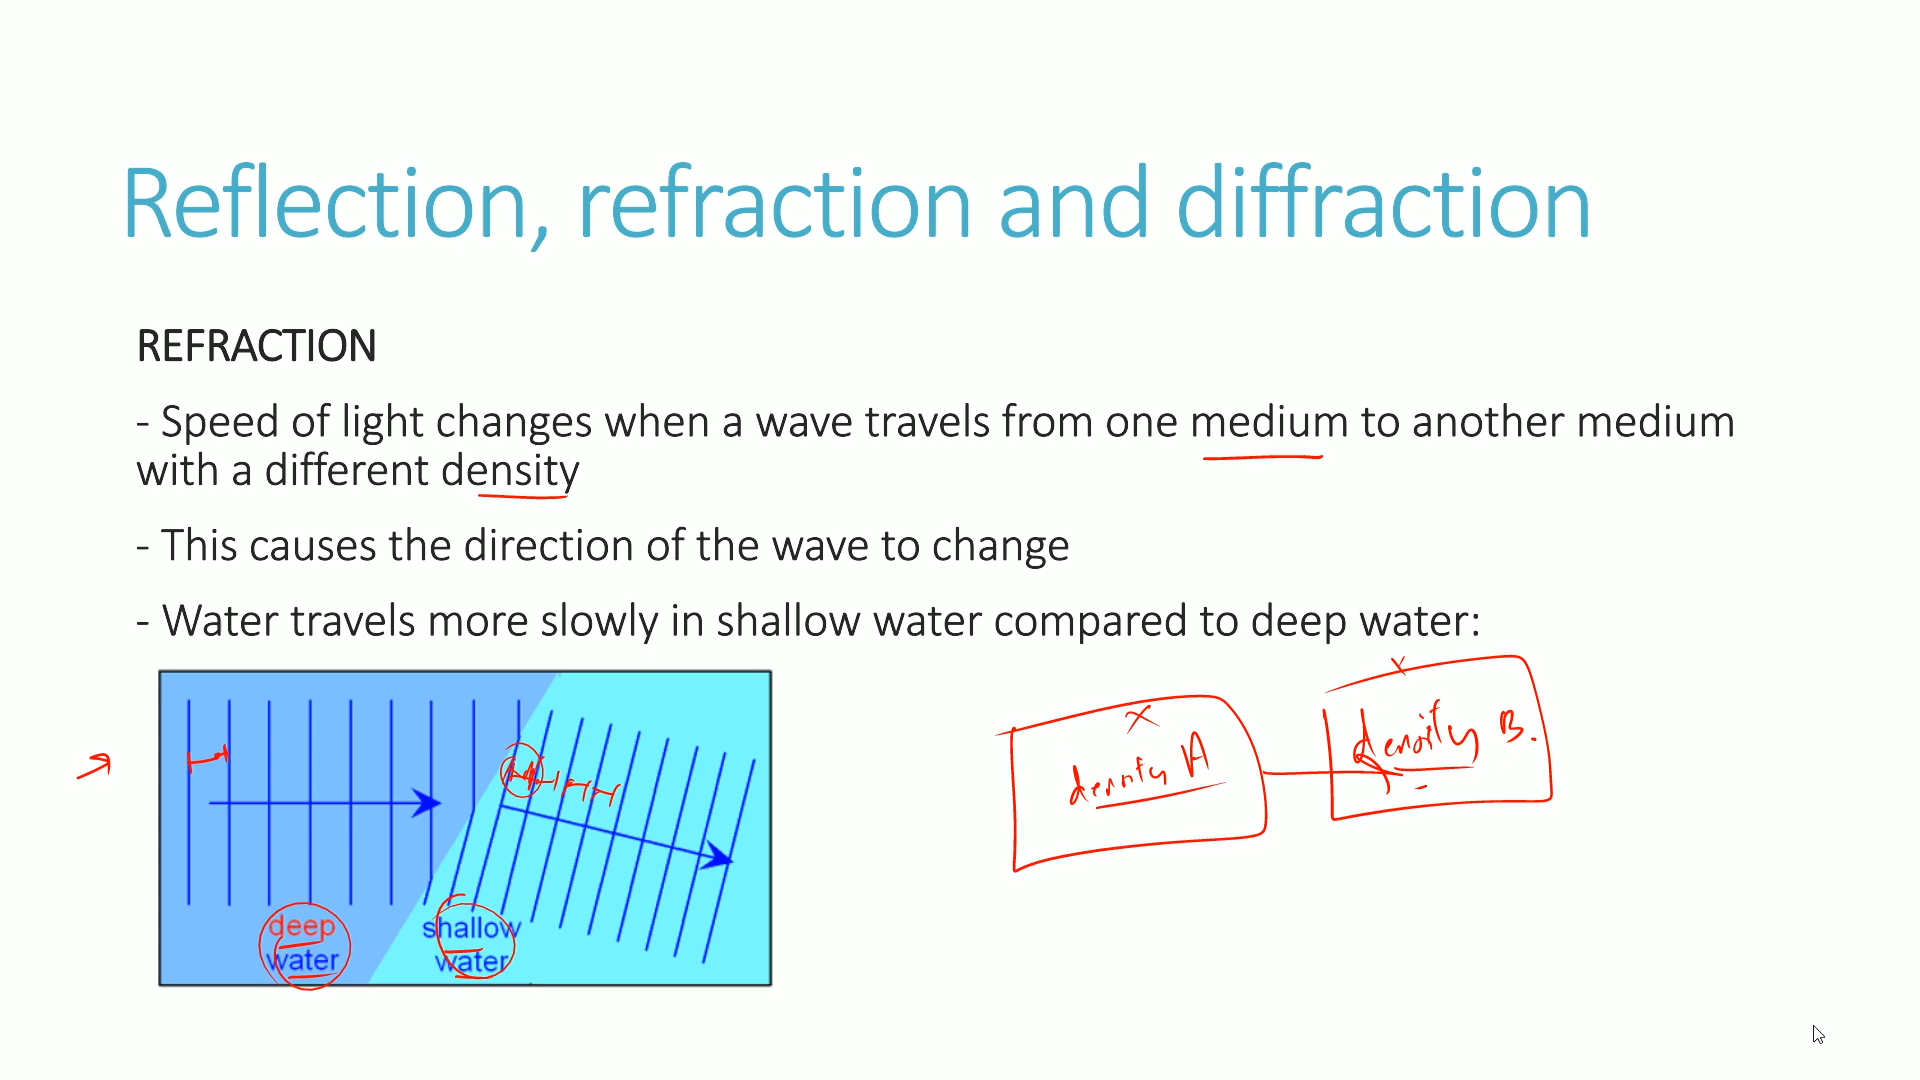 Reflection, refraction and diffraction
REFRACTION
- Speed of light changes when a wave travels from one medium to another medium
with a different density
- This causes the direction of the wave to change
- Water travels more slowly in shallow water compared to deep water:
deep
water
shallow
water
density A
density B.